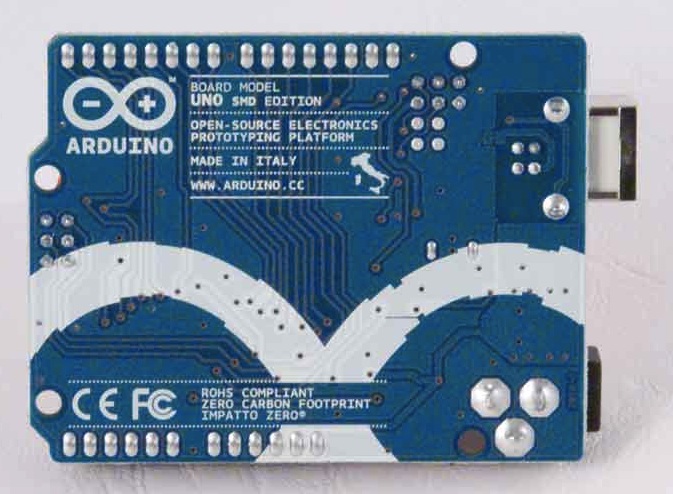 ARDUINO
™
BOARD MODEL
UNO SMD EDITION
OPEN-SOURCE ELECTRONICS
PROTOTYPING PLATFORM
MADE IN ITALY
WWW.ARDUINO.CC
CE FC
ROHS COMPLIANT
ZERO CARBON FOOTPRINT
IMPATTO ZERO®